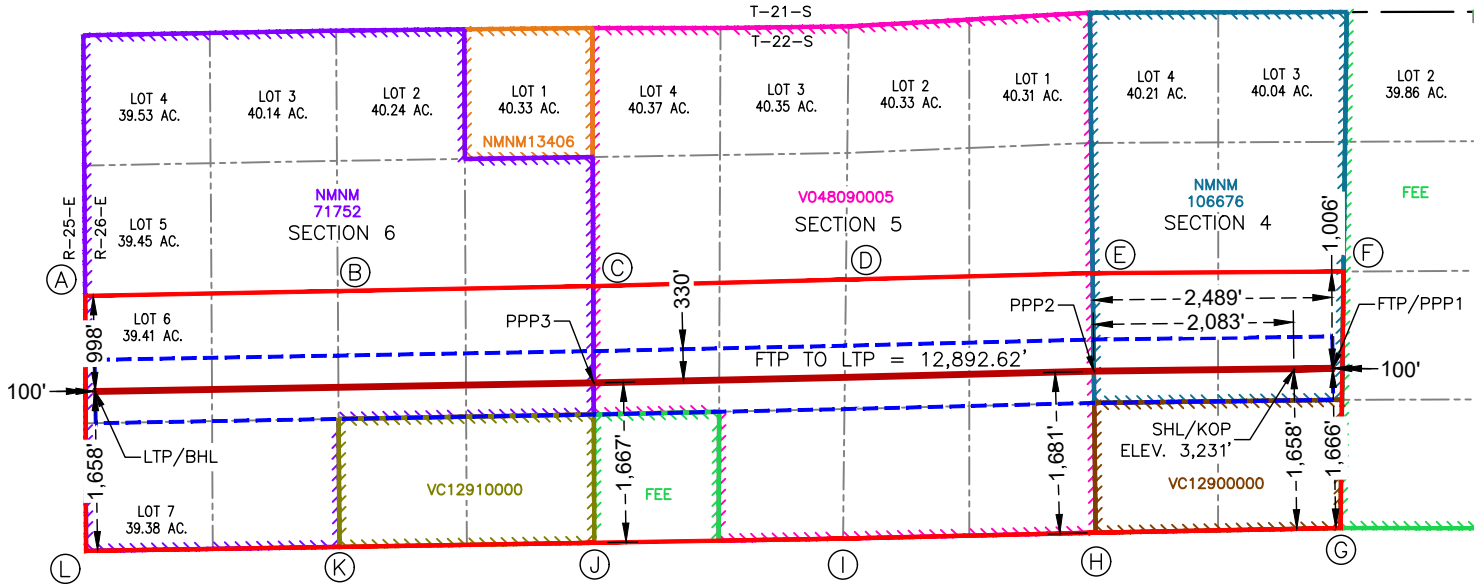 T-21-S
T-22-S
LOT 4
39.53 AC.
LOT 3
40.14 AC.
LOT 2
40.24 AC.
LOT 1
40.33 AC.
LOT 4
40.37 AC.
LOT 3
40.35 AC.
LOT 2
40.33 AC.
LOT 1
40.31 AC.
LOT 4
40.21 AC.
LOT 3
40.04 AC.
LOT 2
39.86 AC.
NMNM13406
R-25-E
R-26-E
LOT 5
39.45 AC.
NMNM
71752
SECTION 6
V048090005
SECTION 5
NMNM
106676
SECTION 4
FEE
1,006'
A
B
C
D
E
F
998'
LOT 6
39.41 AC.
PPP3
330'
PPP2
2,489'
2,083'
FTP/PPP1
FTP TO LTP = 12,892.62'
100'
100'
LTP/BHL
1,658'
LOT 7
39.38 AC.
VC12910000
1,667'
FEE
1,681'
SHL/KOP
ELEV. 3,231'
1,658'
1,666'
VC12900000
L
K
J
I
H
G